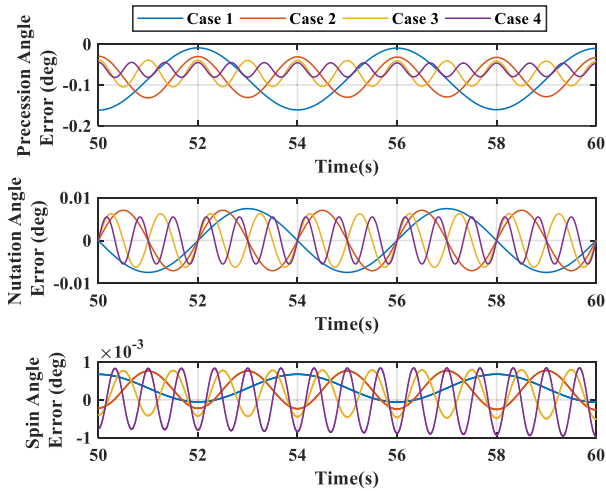 Case 1 Case 2 Case 3 Case 4
Precession Angle
Error (deg)
0
-0.1
-0.2
50 52 54 56 58 60
Time(s)
Nutation Angle
Error (deg)
0.01
0
-0.01
50 52 54 56 58 60
Time(s)
Spin Angle
Error (deg)
×10⁻³
1
0
-1
50 52 54 56 58 60
Time(s)